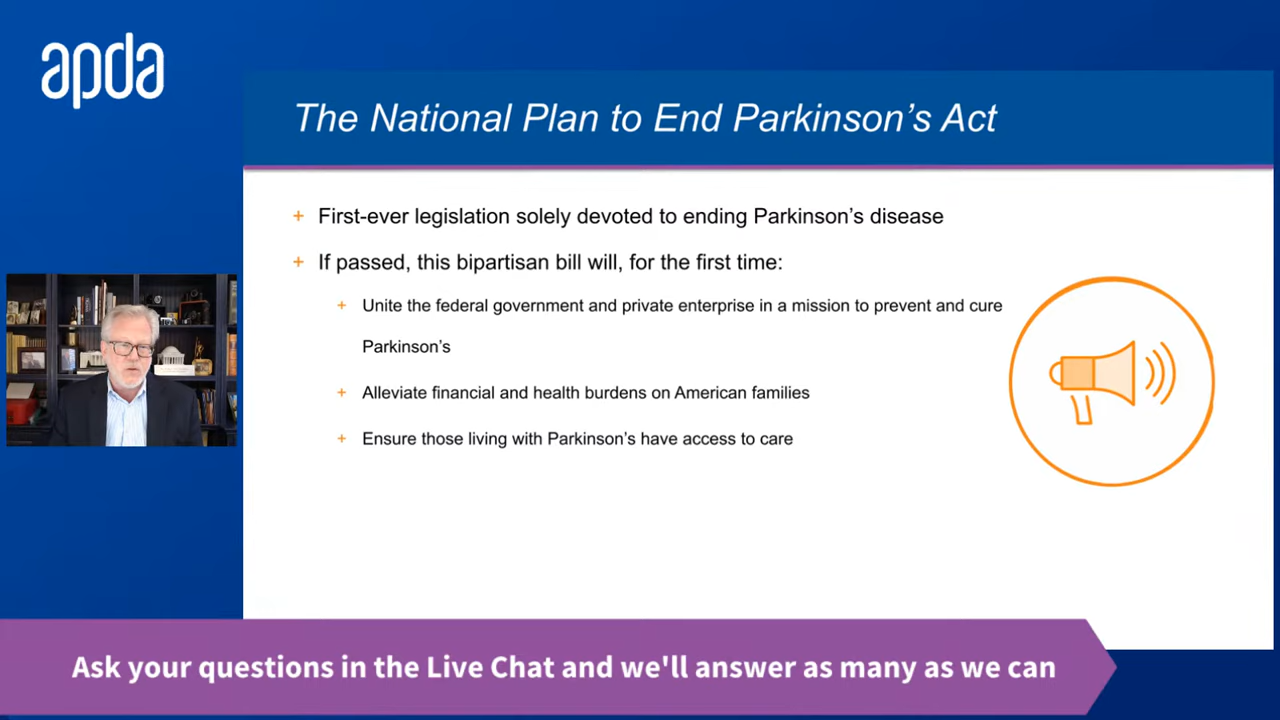 apda
The National Plan to End Parkinson’s Act
+ First-ever legislation solely devoted to ending Parkinson’s disease
+ If passed, this bipartisan bill will, for the first time:
+ Unite the federal government and private enterprise in a mission to prevent and cure
Parkinson’s
+ Alleviate financial and health burdens on American families
+ Ensure those living with Parkinson’s have access to care
Ask your questions in the Live Chat and we'll answer as many as we can